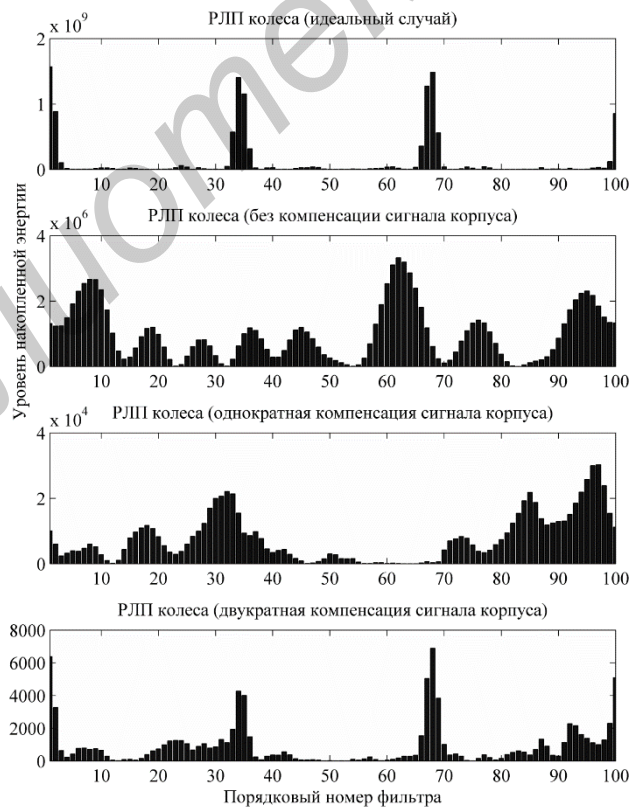 РЛП колеса (идеальный случай)
x 10^9
2
1
0
10 20 30 40 50 60 70 80 90 100
РЛП колеса (без компенсации сигнала корпуса)
x 10^6
4
2
0
10 20 30 40 50 60 70 80 90 100
Уровень накопленной энергии
РЛП колеса (однократная компенсация сигнала корпуса)
x 10^4
4
2
0
10 20 30 40 50 60 70 80 90 100
РЛП колеса (двукратная компенсация сигнала корпуса)
8000
6000
4000
2000
0
10 20 30 40 50 60 70 80 90 100
Порядковый номер фильтра